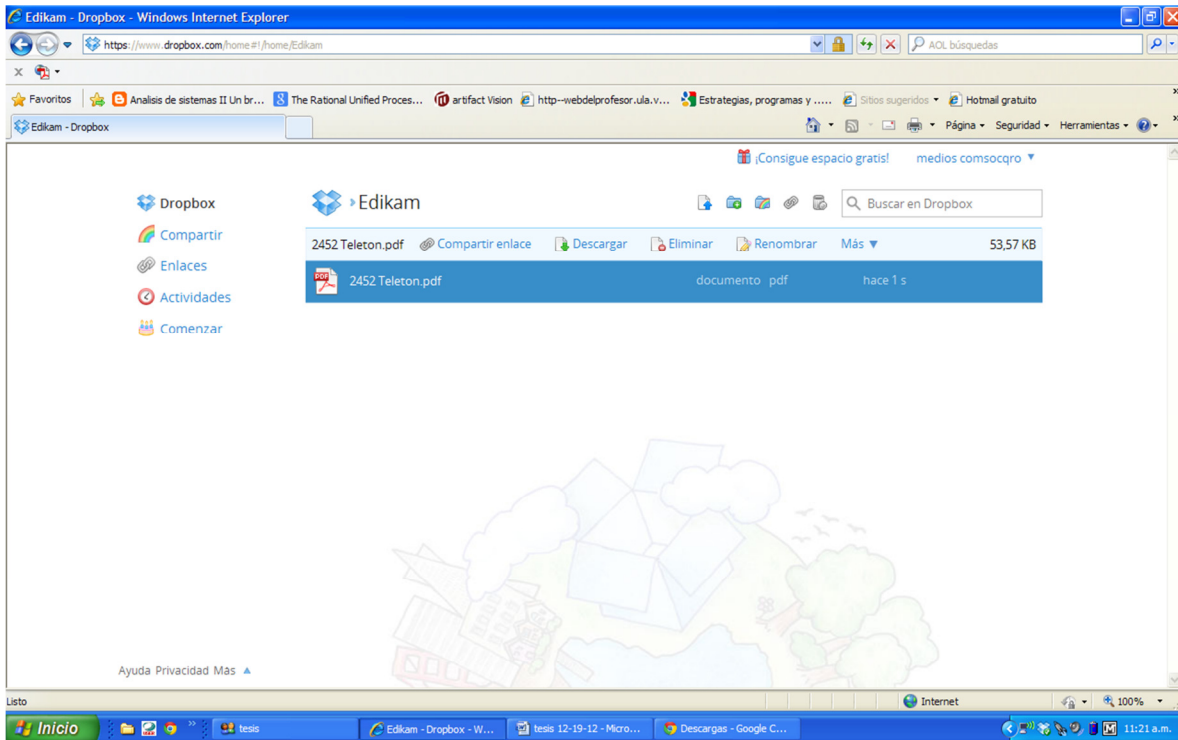 Edikam - Dropbox - Windows Internet Explorer
https://www.dropbox.com/home#!/home/Edikam
AOL búsquedas
x
Favoritos Analisis de sistemas II Un br... The Rational Unified Proces... artifact Vision http--webdelprofesor.ula.v... Estrategias, programas y ..... Sitios sugeridos Hotmail gratuito
Edikam - Dropbox
Página Seguridad Herramientas
¡Consigue espacio gratis! medios comsocqro
Dropbox
Edikam
Buscar en Dropbox
Compartir
2452 Teleton.pdf Compartir enlace Descargar Eliminar Renombrar Más 53,57 KB
Enlaces
PDF 2452 Teleton.pdf documento pdf hace 1 s
Actividades
Comenzar
Ayuda Privacidad Más
Listo
Internet
100%
Inicio
tesis
Edikam - Dropbox - W...
tesis 12-19-12 - Micro...
Descargas - Google C...
11:21 a.m.